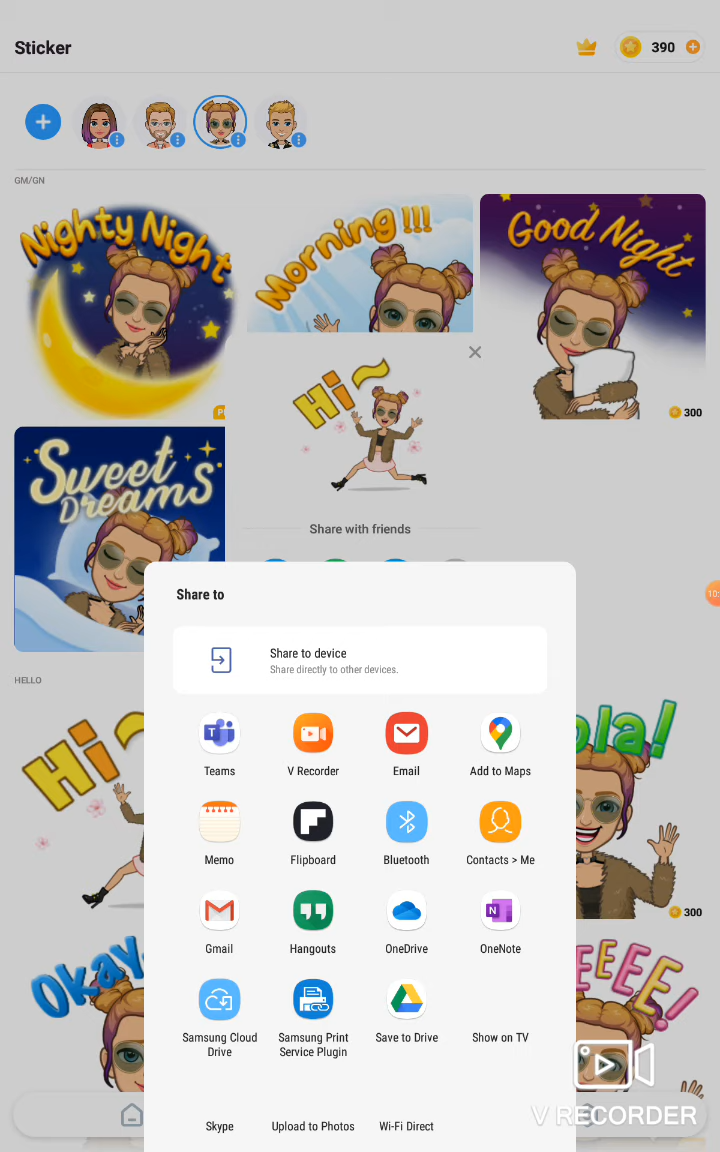 Sticker
390
GM/GN
Nighty Night
Morning!!!
Good Night
300
Hi~
Sweet
Dreams
Share with friends
Share to
Share to device
Share directly to other devices.
HELLO
Hi
ola!
Teams
V Recorder
Email
Add to Maps
Memo
Flipboard
Bluetooth
Contacts > Me
300
Gmail
Hangouts
OneDrive
OneNote
Okay
EEEE!
Samsung Cloud
Drive
Samsung Print
Service Plugin
Save to Drive
Show on TV
V RECORDER
Skype
Upload to Photos
Wi-Fi Direct